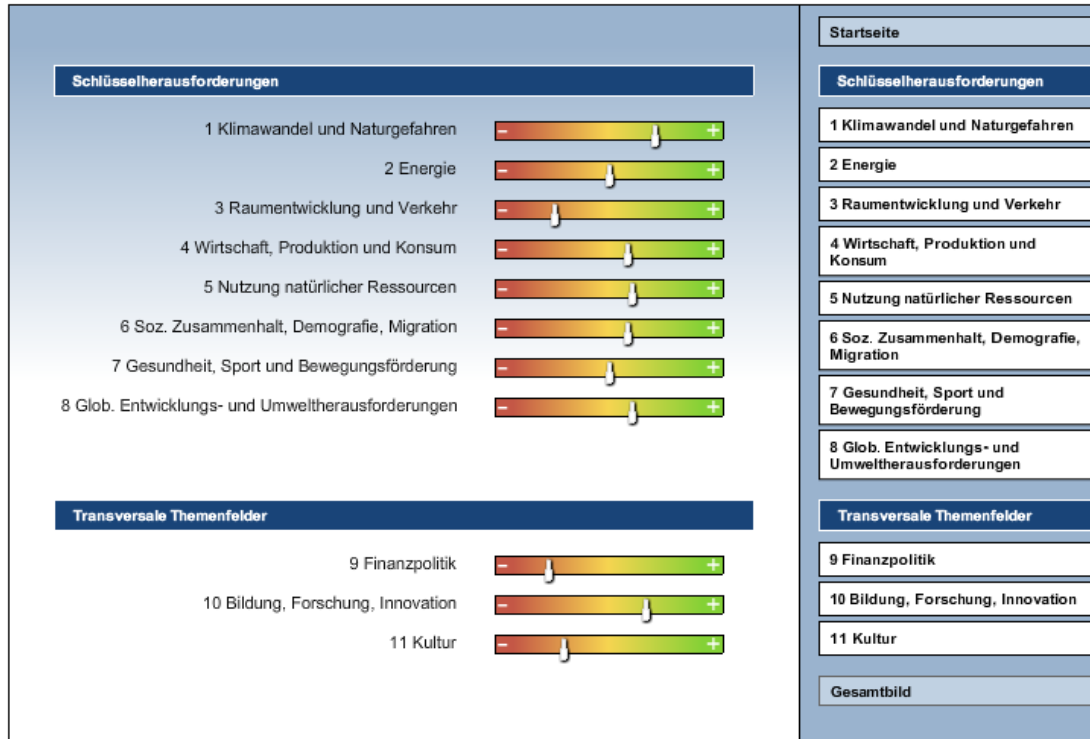 Schlüsselherausforderungen
1 Klimawandel und Naturgefahren
- +
2 Energie
- +
3 Raumentwicklung und Verkehr
- +
4 Wirtschaft, Produktion und Konsum
- +
5 Nutzung natürlicher Ressourcen
- +
6 Soz. Zusammenhalt, Demografie, Migration
- +
7 Gesundheit, Sport und Bewegungsförderung
- +
8 Glob. Entwicklungs- und Umweltherausforderungen
- +
Transversale Themenfelder
9 Finanzpolitik
- +
10 Bildung, Forschung, Innovation
- +
11 Kultur
- +
Startseite
Schlüsselherausforderungen
1 Klimawandel und Naturgefahren
2 Energie
3 Raumentwicklung und Verkehr
4 Wirtschaft, Produktion und
Konsum
5 Nutzung natürlicher Ressourcen
6 Soz. Zusammenhalt, Demografie,
Migration
7 Gesundheit, Sport und
Bewegungsförderung
8 Glob. Entwicklungs- und
Umweltherausforderungen
Transversale Themenfelder
9 Finanzpolitik
10 Bildung, Forschung, Innovation
11 Kultur
Gesamtbild